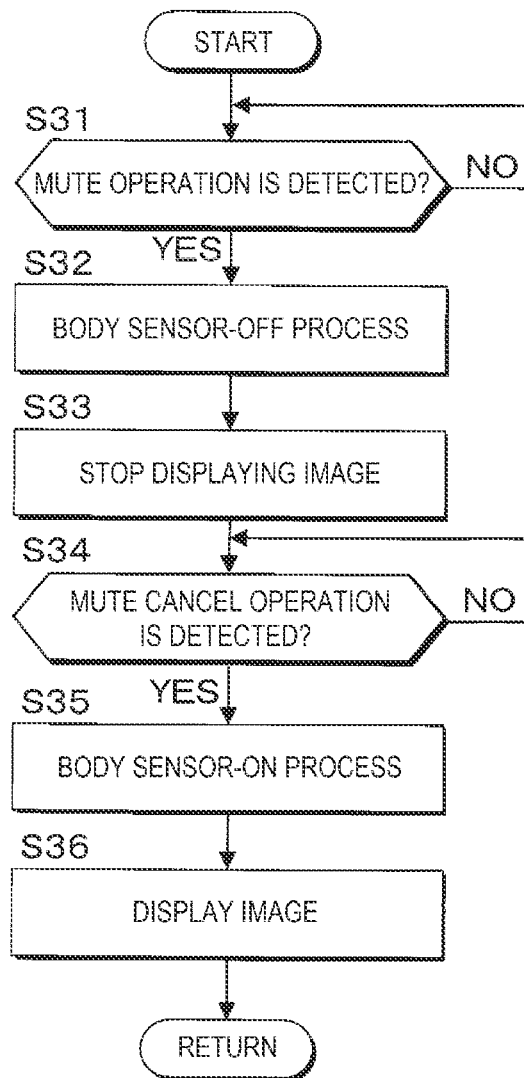 START
S31
MUTE OPERATION IS DETECTED?
NO
YES
S32
BODY SENSOR-OFF PROCESS
S33
STOP DISPLAYING IMAGE
S34
MUTE CANCEL OPERATION
IS DETECTED?
NO
YES
S35
BODY SENSOR-ON PROCESS
S36
DISPLAY IMAGE
RETURN